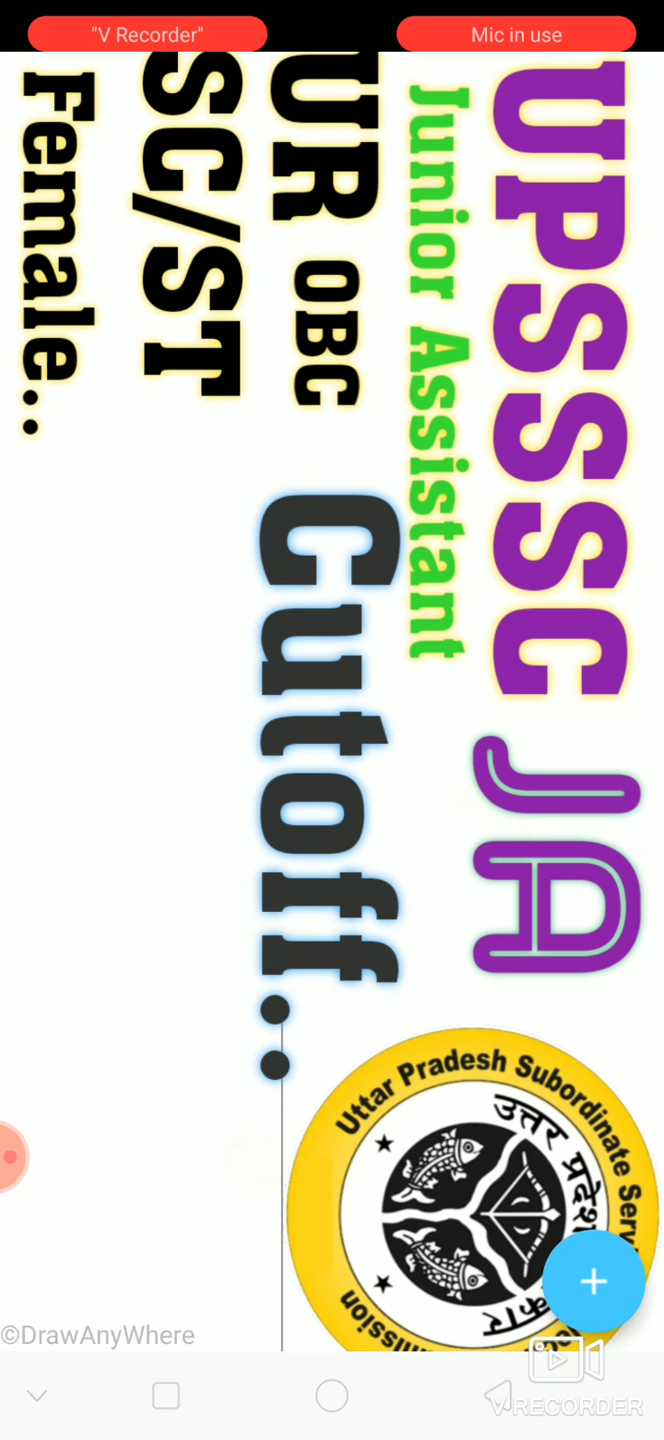 "V Recorder"
Mic in use
UPSSSC JA
Junior Assistant
UR OBC Cutoff..
SC/ST
Female..
Uttar Pradesh Subordinate
उत्तर प्रदेश
©DrawAnyWhere
V RECORDER